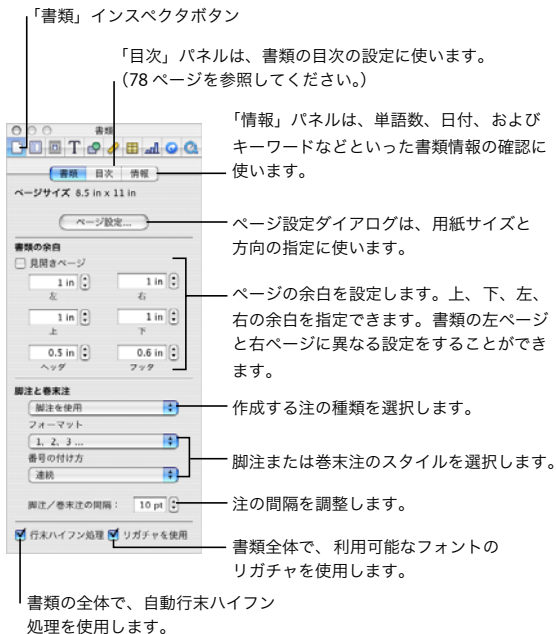 「書類」インスペクタボタン
「目次」パネルは、書類の目次の設定に使います。
（78 ページを参照してください。）
「情報」パネルは、単語数、日付、および
キーワードなどといった書類情報の確認に
使います。
書類
書類 目次 情報
ページサイズ 8.5 in x 11 in
ページ設定...
ページ設定ダイアログは、用紙サイズと
方向の指定に使います。
書類の余白
見開きページ
1 in 1 in
左 右
1 in 1 in
上 下
0.5 in 0.6 in
ヘッダ フッタ
ページの余白を設定します。上、下、左、
右の余白を指定できます。書類の左ページ
と右ページに異なる設定をすることができ
ます。
脚注と巻末注
脚注を使用
作成する注の種類を選択します。
フォーマット
1、2、3 ...
番号の付け方
連続
脚注または巻末注のスタイルを選択します。
脚注／巻末注の間隔： 10 pt
注の間隔を調整します。
行末ハイフン処理 リガチャを使用
書類全体で、利用可能なフォントの
リガチャを使用します。
書類の全体で、自動行末ハイフン
処理を使用します。